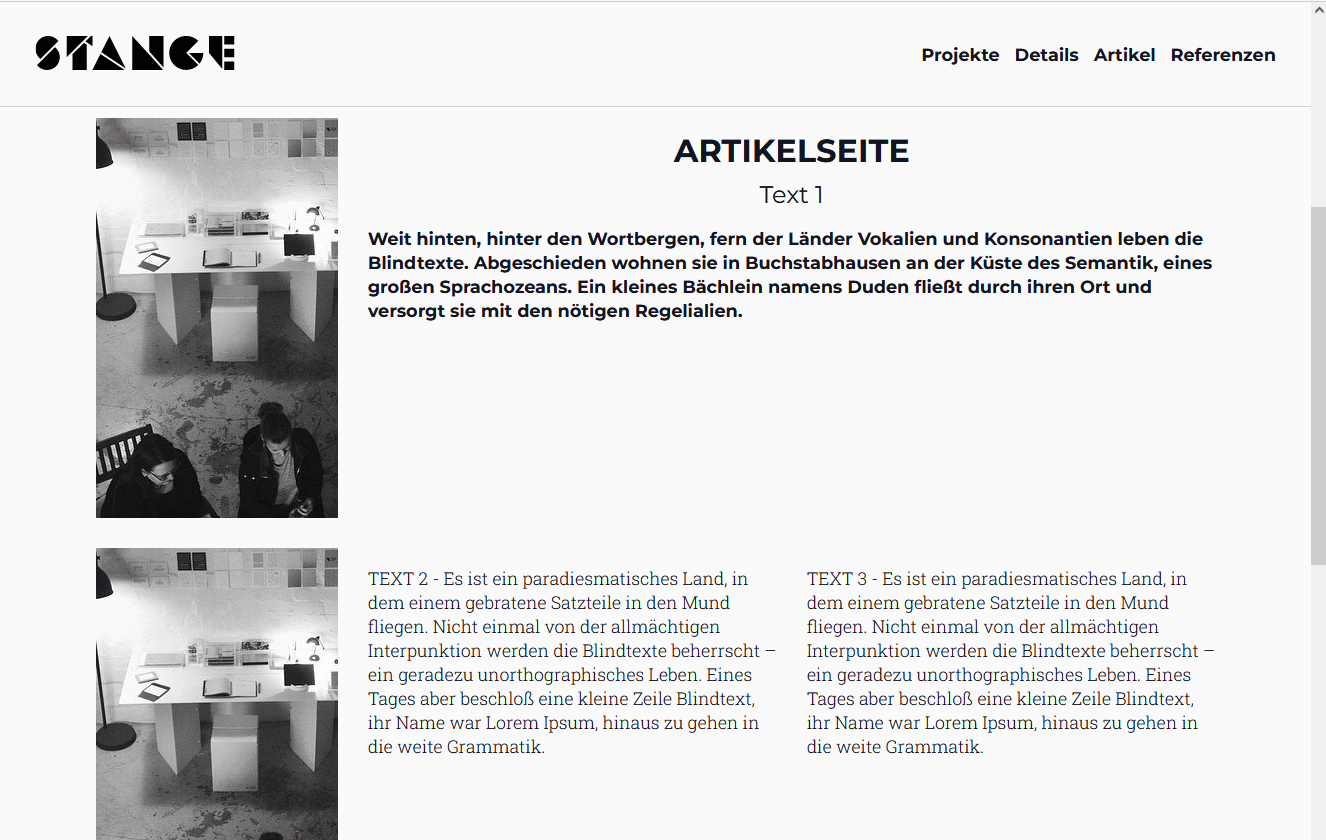 STANGE
Projekte Details Artikel Referenzen
ARTIKELSEITE
Text 1
Weit hinten, hinter den Wortbergen, fern der Länder Vokalien und Konsonantien leben die
Blindtexte. Abgeschieden wohnen sie in Buchstabhausen an der Küste des Semantik, eines
großen Sprachozeans. Ein kleines Bächlein namens Duden fließt durch ihren Ort und
versorgt sie mit den nötigen Regelialien.
TEXT 2 - Es ist ein paradiesmatisches Land, in
dem einem gebratene Satzteile in den Mund
fliegen. Nicht einmal von der allmächtigen
Interpunktion werden die Blindtexte beherrscht –
ein geradezu unorthographisches Leben. Eines
Tages aber beschloß eine kleine Zeile Blindtext,
ihr Name war Lorem Ipsum, hinaus zu gehen in
die weite Grammatik.
TEXT 3 - Es ist ein paradiesmatisches Land, in
dem einem gebratene Satzteile in den Mund
fliegen. Nicht einmal von der allmächtigen
Interpunktion werden die Blindtexte beherrscht –
ein geradezu unorthographisches Leben. Eines
Tages aber beschloß eine kleine Zeile Blindtext,
ihr Name war Lorem Ipsum, hinaus zu gehen in
die weite Grammatik.